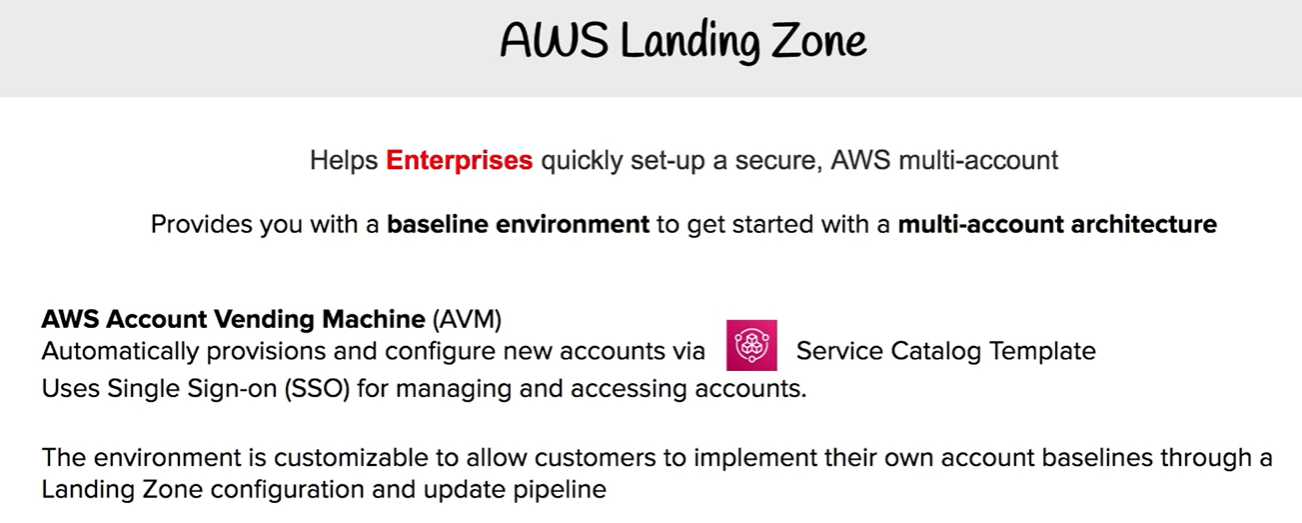 AWS Landing Zone
Helps Enterprises quickly set-up a secure, AWS multi-account
Provides you with a baseline environment to get started with a multi-account architecture
AWS Account Vending Machine (AVM)
Automatically provisions and configure new accounts via Service Catalog Template
Uses Single Sign-on (SSO) for managing and accessing accounts.
The environment is customizable to allow customers to implement their own account baselines through a
Landing Zone configuration and update pipeline